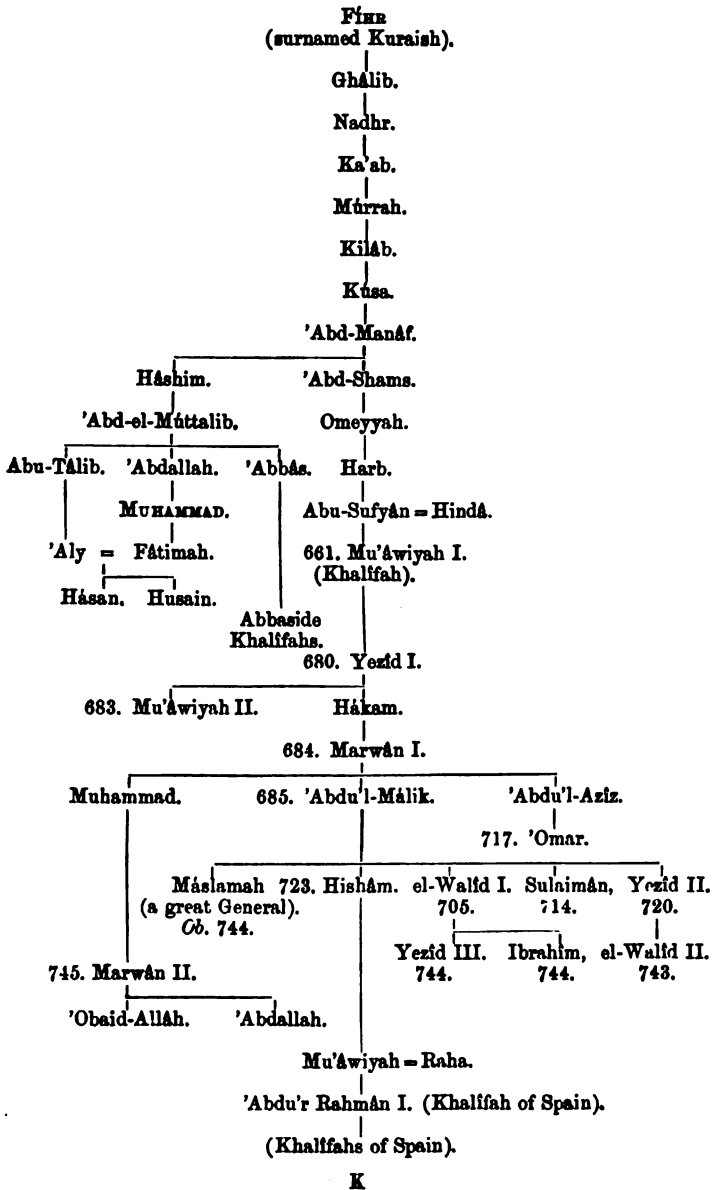 FÍHR
(surnamed Kuraish).
Ghâlib.
Nadhr.
Ka'ab.
Múrrah.
Kilâb.
Kúsa.
'Abd-Manâf.
Hâshim. 'Abd-Shams.
'Abd-el-Múttalib. Omeyyah.
Abu-Tâlib. 'Abdallah. 'Abbâs. Harb.
MUHAMMAD. Abu-Sufyân = Hindâ.
'Aly = Fâtimah. 661. Mu'âwiyah I.
(Khalîfah).
Hásan. Husain.
Abbaside
Khalîfahs.
680. Yezîd I.
683. Mu'âwiyah II. Hákam.
684. Marwân I.
Muhammad. 685. 'Abdu'l-Málik. 'Abdu'l-Azîz.
717. 'Omar.
Máslamah 723. Hishâm. el-Walîd I. Sulaimân, Yezîd II.
(a great General). 705. 714. 720.
Ob. 744.
Yezîd III. Ibrahîm, el-Walîd II.
745. Marwân II. 744. 744. 743.
'Obaid-Allâh. 'Abdallah.
Mu'âwiyah = Raha.
'Abdu'r Rahmân I. (Khalîfah of Spain).
(Khalîfahs of Spain).
K